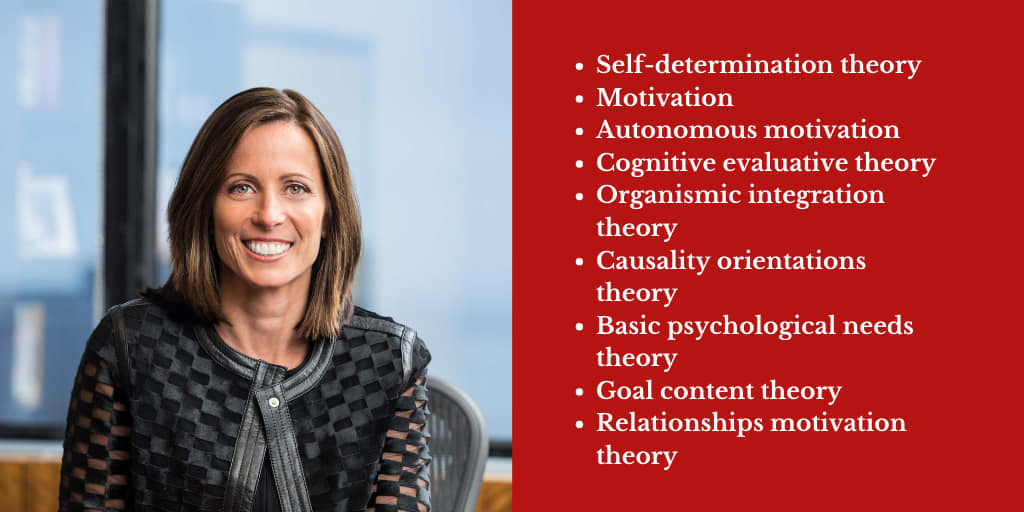 • Self-determination theory
• Motivation
• Autonomous motivation
• Cognitive evaluative theory
• Organismic integration
theory
• Causality orientations
theory
• Basic psychological needs
theory
• Goal content theory
• Relationships motivation
theory